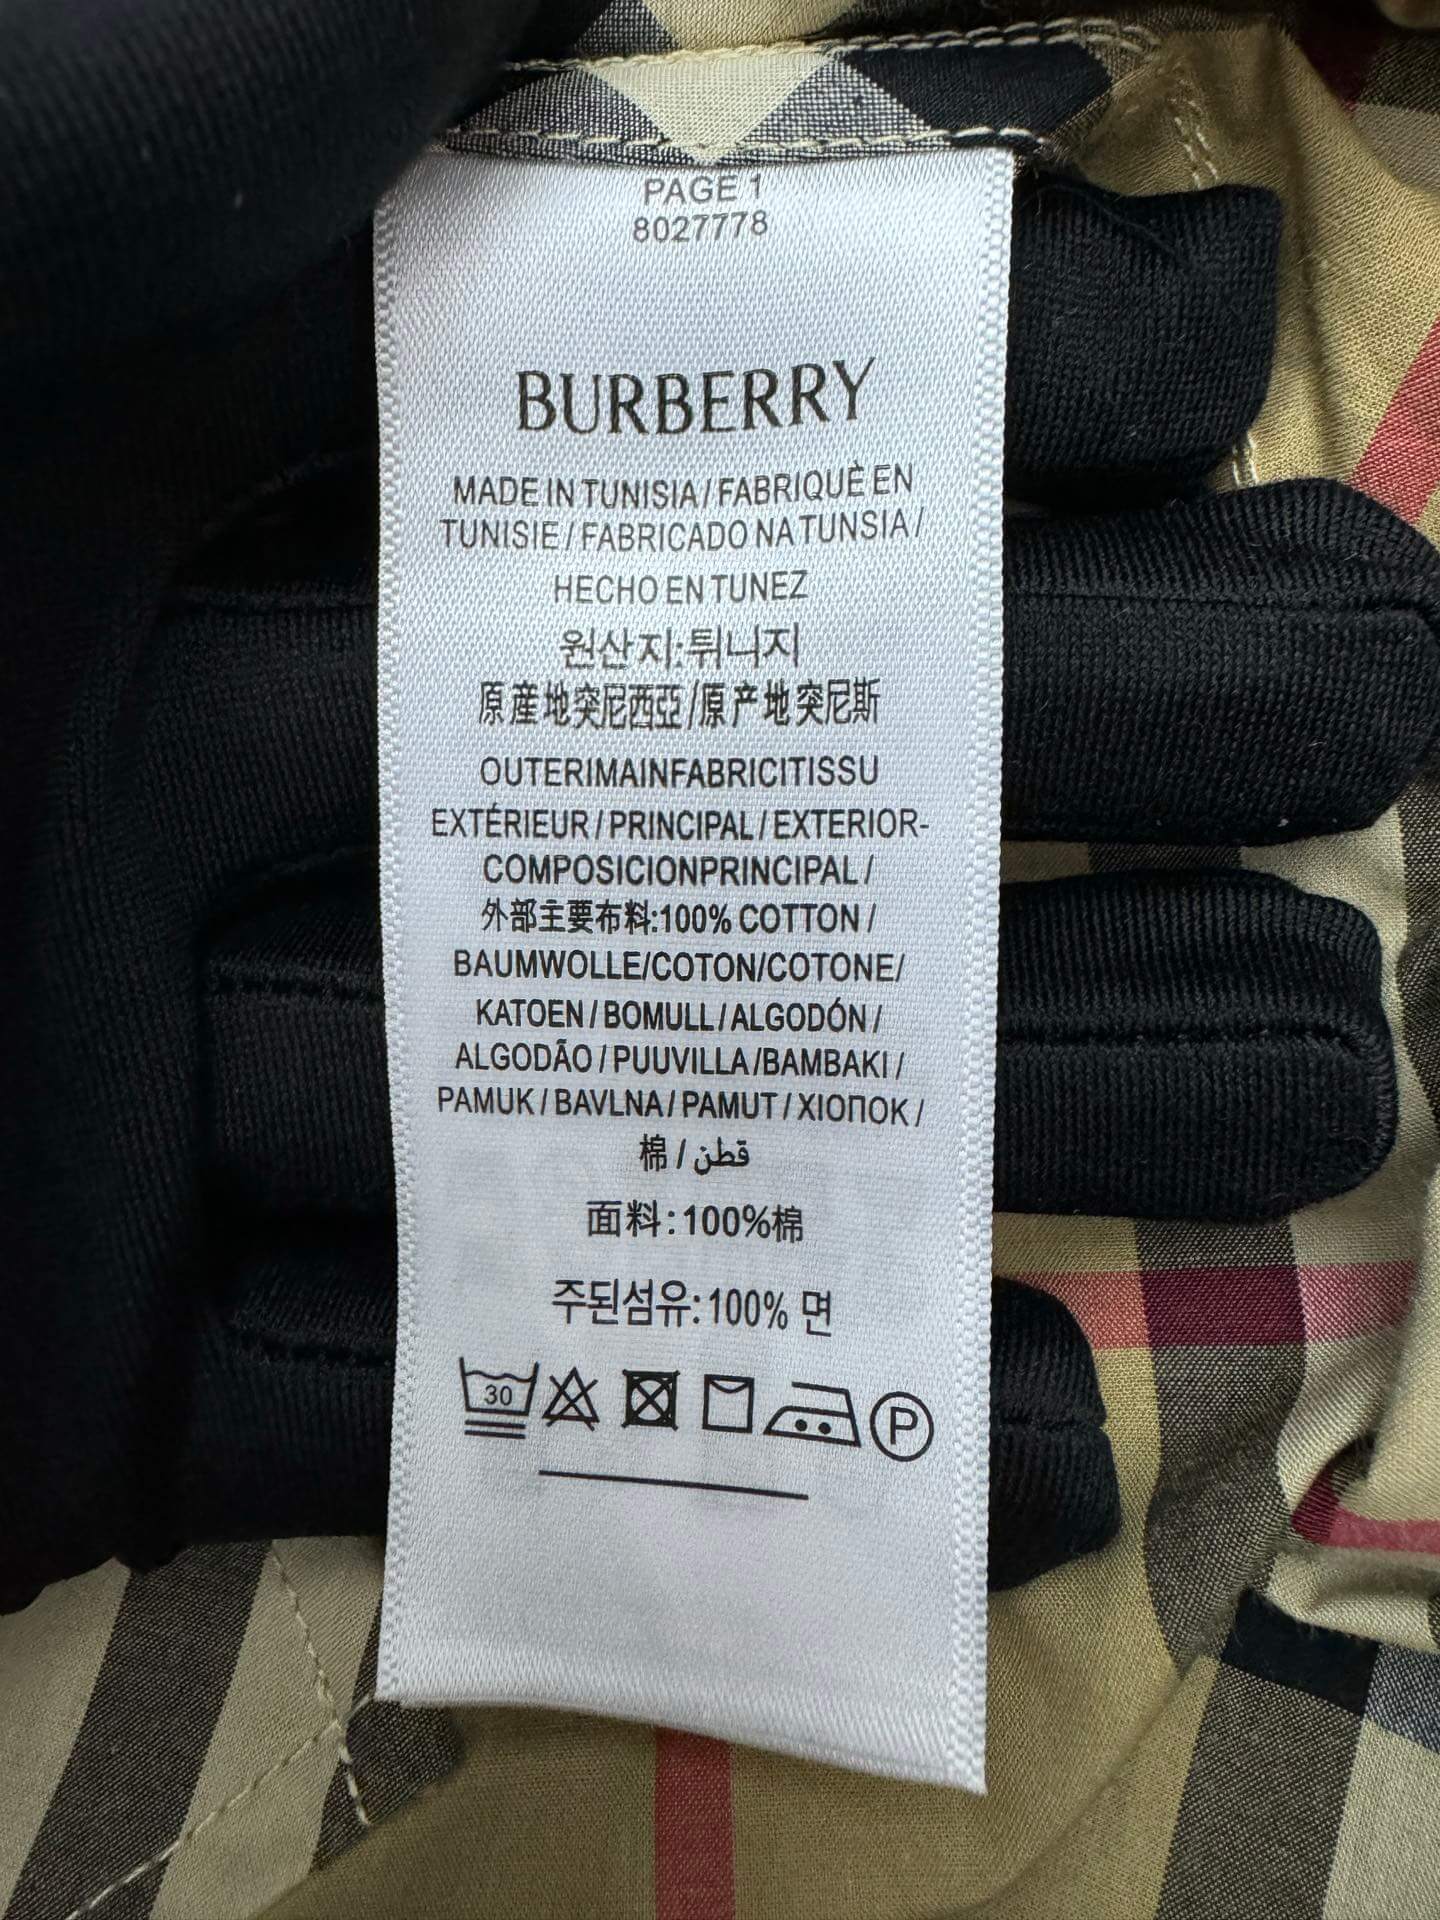 PAGE 1
8027778
BURBERRY
MADE IN TUNISIA / FABRIQUÈ EN
TUNISIE / FABRICADO NA TUNSIA /
HECHO EN TUNEZ
원산지:튀니지
原産地突尼西亞/原产地突尼斯
OUTERIMAINFABRICITISSU
EXTÉRIEUR / PRINCIPAL / EXTERIOR-
COMPOSICIONPRINCIPAL /
外部主要布料:100% COTTON /
BAUMWOLLE/COTON/COTONE/
KATOEN / BOMULL / ALGODÓN /
ALGODÃO / PUUVILLA /BAMBAKI /
PAMUK / BAVLNA / PAMUT / ХІОПОК /
棉 / قطن
面料:100%棉
주된섬유:100% 면
30 P